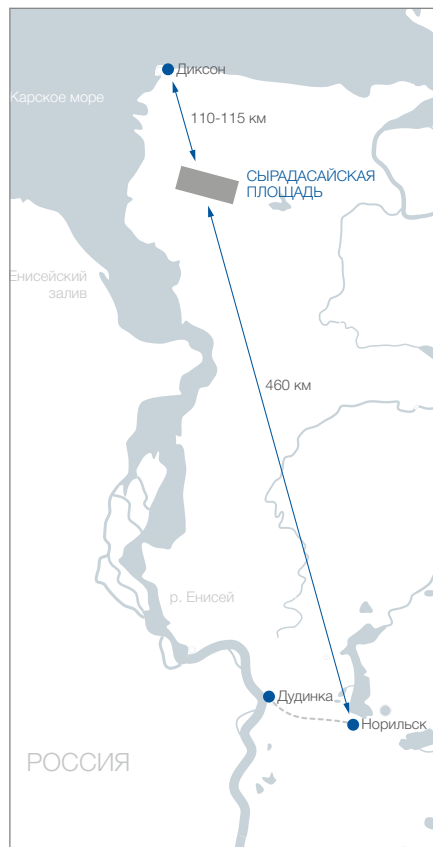 Диксон
Карское море
110-115 км
СЫРАДАСАЙСКАЯ
ПЛОЩАДЬ
Енисейский
залив
460 км
р. Енисей
Дудинка
Норильск
РОССИЯ